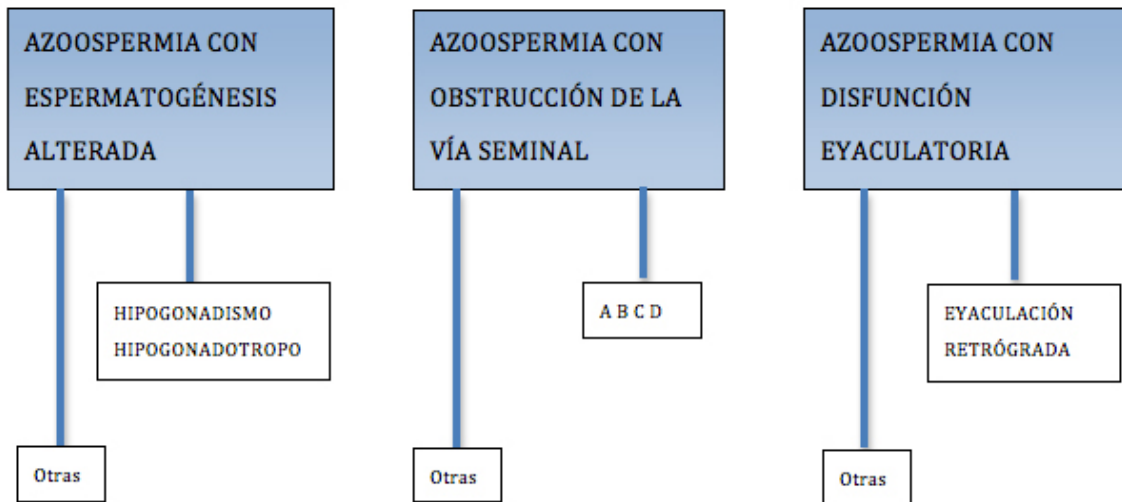 AZOOSPERMIA CON
ESPERMATOGÉNESIS
ALTERADA
HIPOGONADISMO
HIPOGONADOTROPO
Otras
AZOOSPERMIA CON
OBSTRUCCIÓN DE LA
VÍA SEMINAL
A B C D
Otras
AZOOSPERMIA CON
DISFUNCIÓN
EYACULATORIA
EYACULACIÓN
RETRÓGRADA
Otras